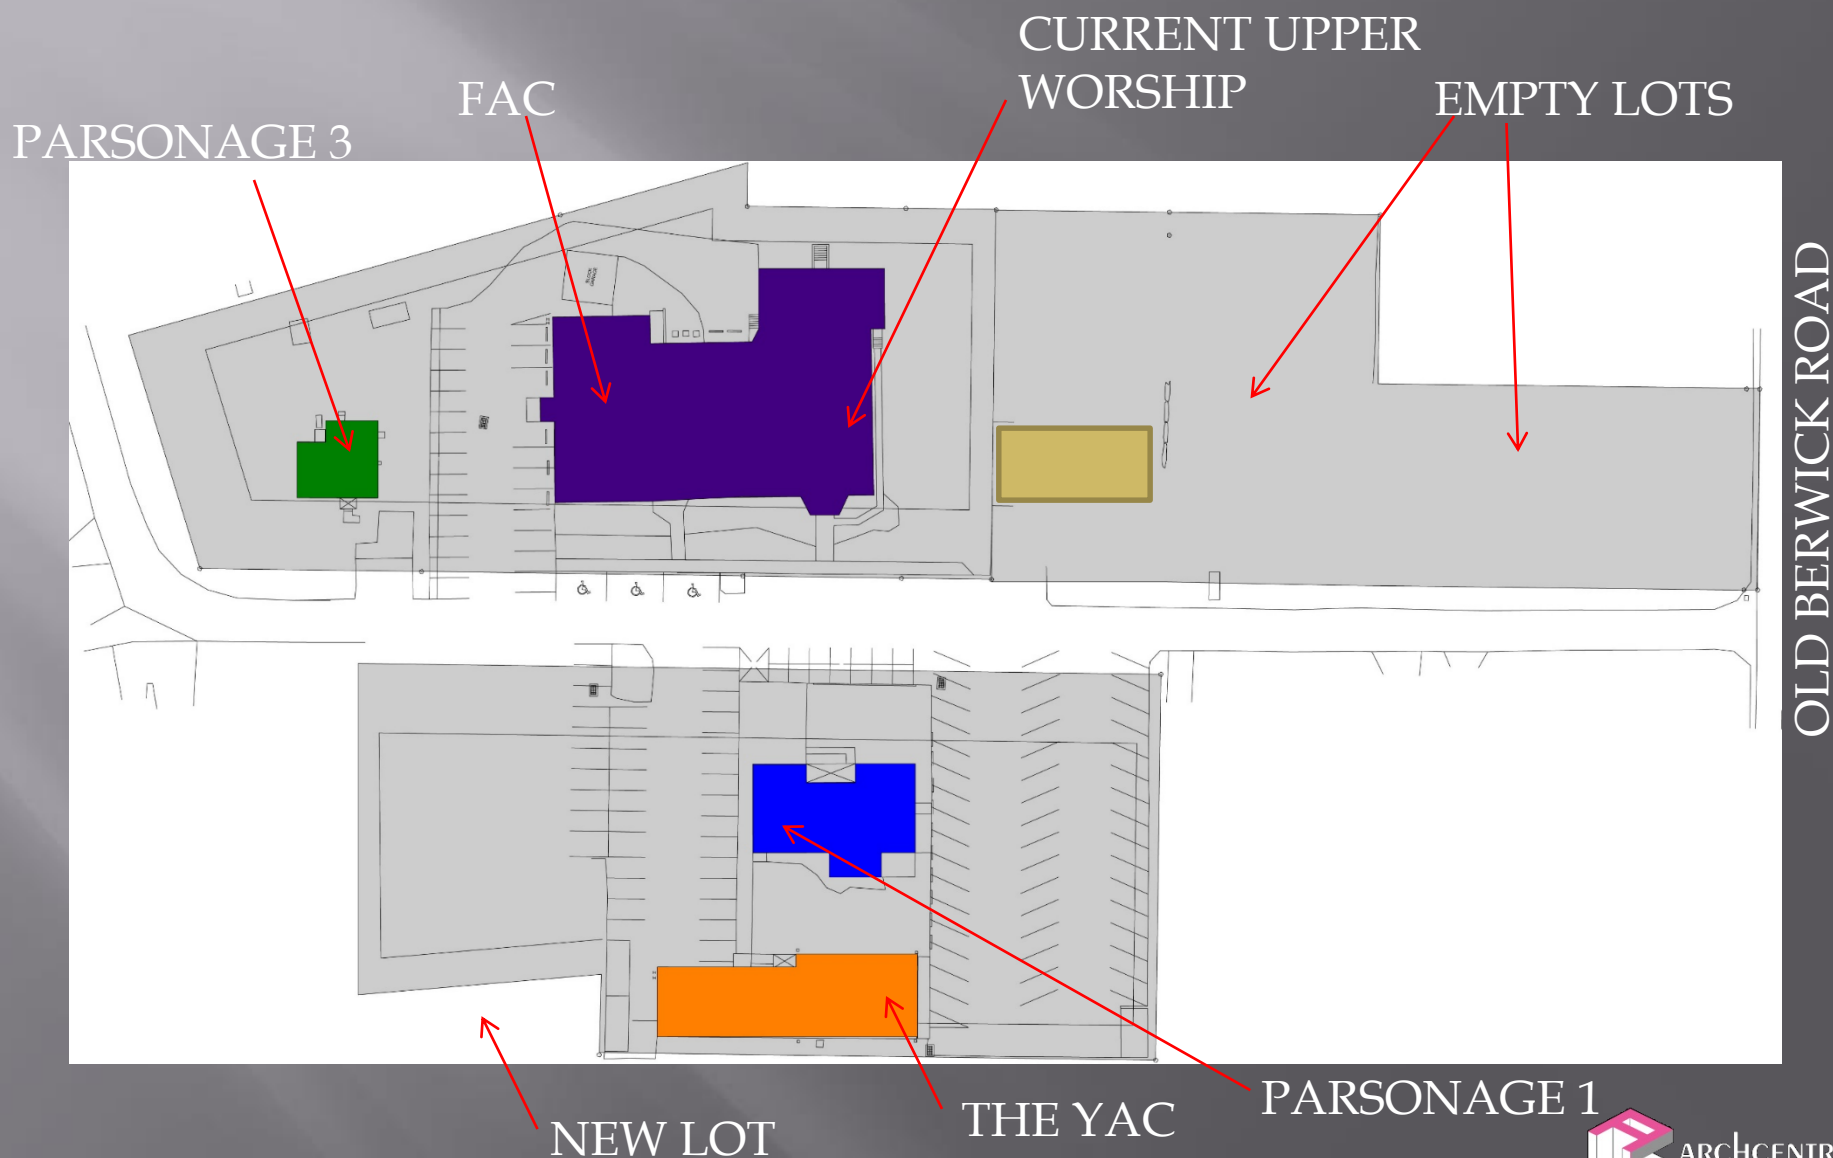 CURRENT UPPER
WORSHIP
FAC
EMPTY LOTS
PARSONAGE 3
OLD BERWICK ROAD
PARSONAGE 1
THE YAC
NEW LOT